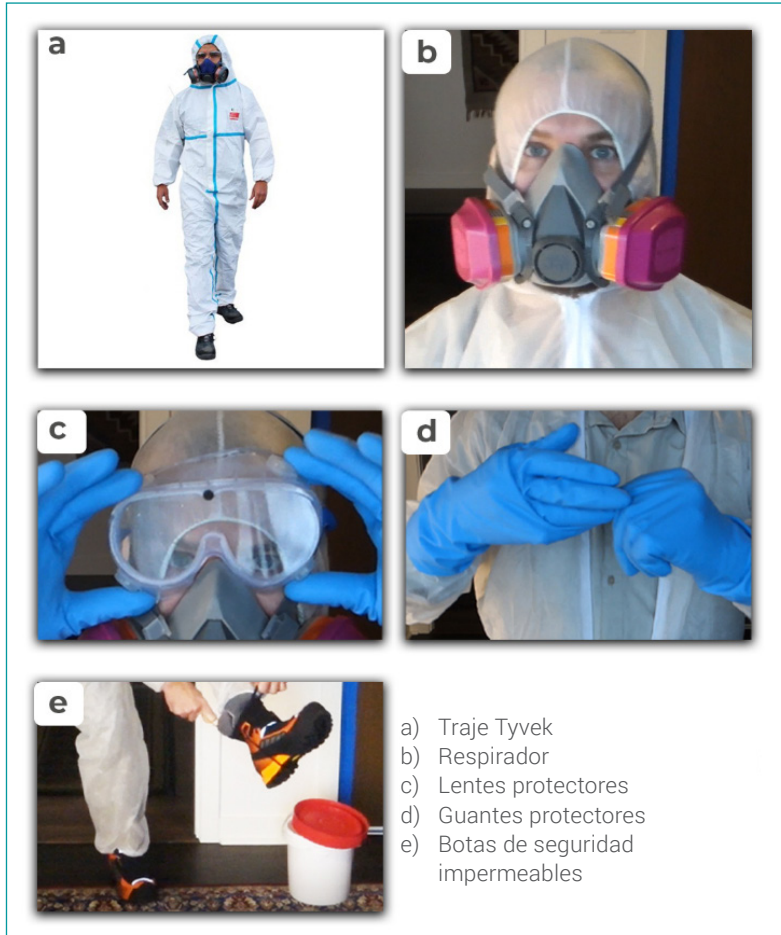 a
b
c
d
e
a) Traje Tyvek
b) Respirador
c) Lentes protectores
d) Guantes protectores
e) Botas de seguridad
impermeables